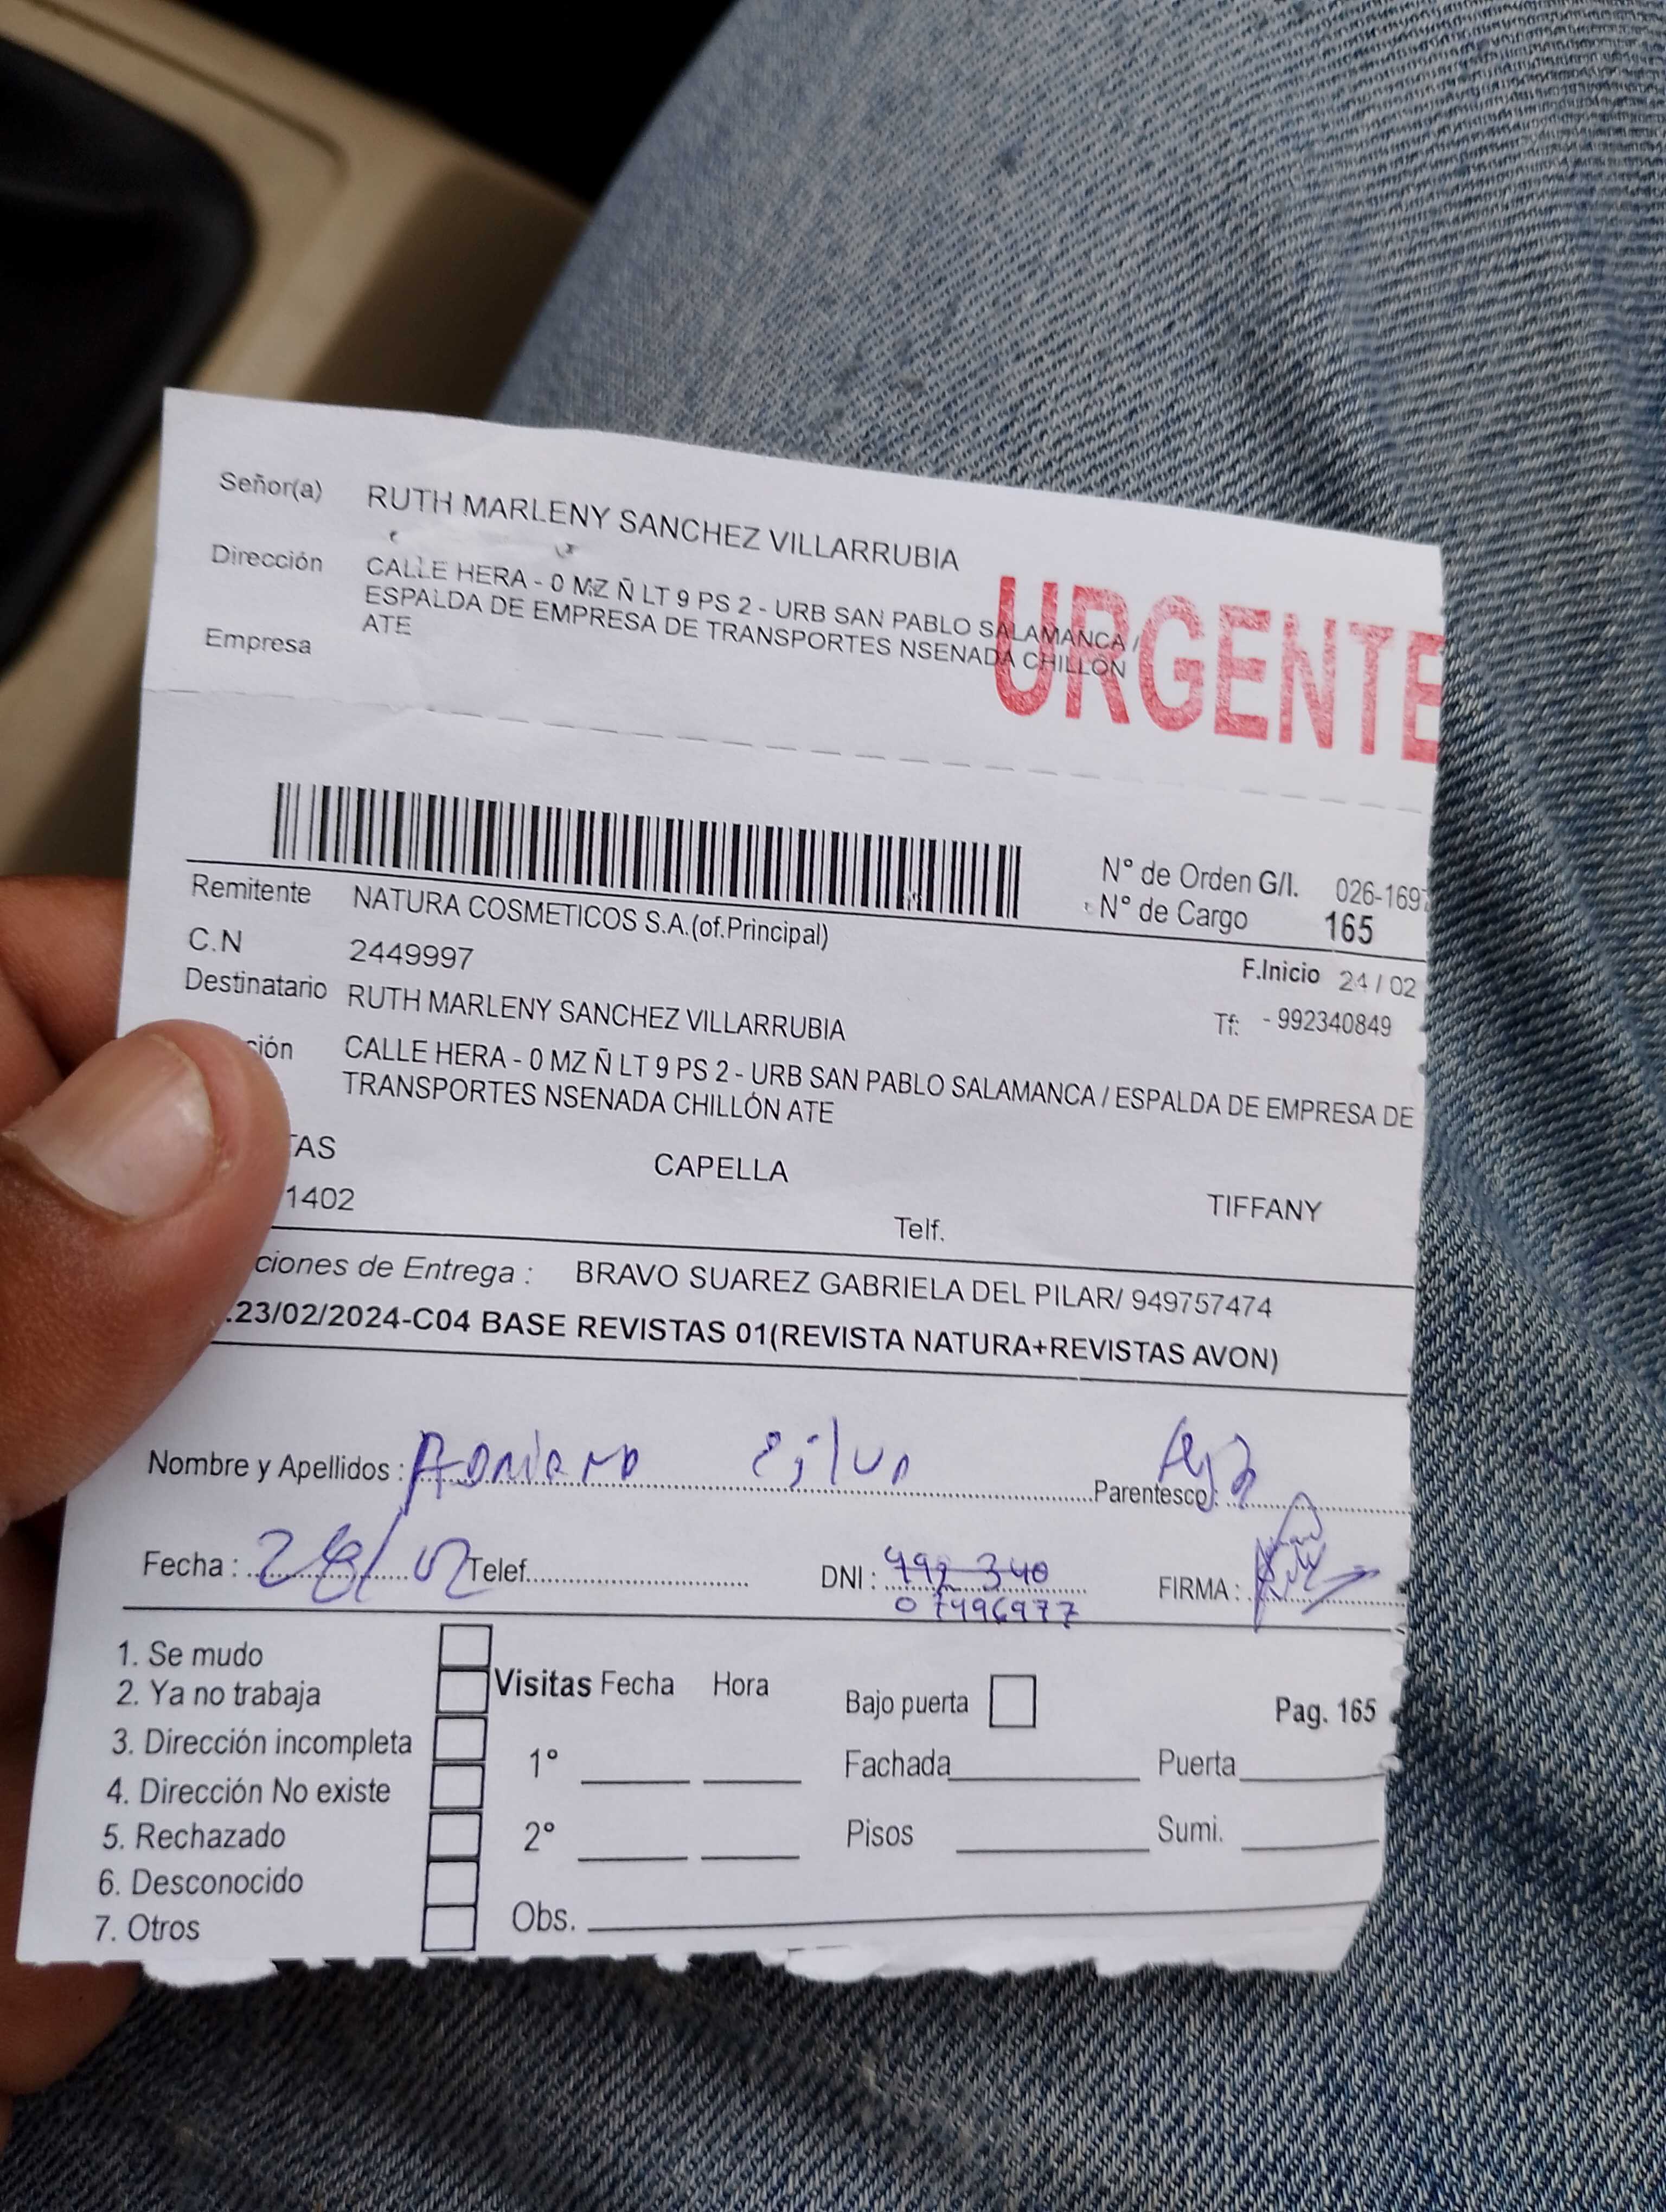 Señor(a) RUTH MARLENY SANCHEZ VILLARRUBIA
Dirección CALLE HERA - 0 MZ Ñ LT 9 PS 2 - URB SAN PABLO SALAMANCA /
ESPALDA DE EMPRESA DE TRANSPORTES NSENADA CHILLÓN
ATE
Empresa
URGENTE
N° de Orden G/I. 026-1697
N° de Cargo 165
Remitente NATURA COSMETICOS S.A.(of.Principal)
C.N 2449997
F.Inicio 24 / 02
Destinatario RUTH MARLENY SANCHEZ VILLARRUBIA
Tf: - 992340849
ción CALLE HERA - 0 MZ Ñ LT 9 PS 2 - URB SAN PABLO SALAMANCA / ESPALDA DE EMPRESA DE
TRANSPORTES NSENADA CHILLÓN ATE
TAS CAPELLA TIFFANY
1402 Telf.
ciones de Entrega : BRAVO SUAREZ GABRIELA DEL PILAR/ 949757474
.23/02/2024-C04 BASE REVISTAS 01(REVISTA NATURA+REVISTAS AVON)
Nombre y Apellidos : Parentesco :
Fecha : 28/02 Telef. DNI : 992 340 FIRMA :
07496977
1. Se mudo
2. Ya no trabaja
3. Dirección incompleta
4. Dirección No existe
5. Rechazado
6. Desconocido
7. Otros
Visitas Fecha Hora
1°
2°
Obs.
Bajo puerta
Pag. 165
Fachada Puerta
Pisos Sumi.